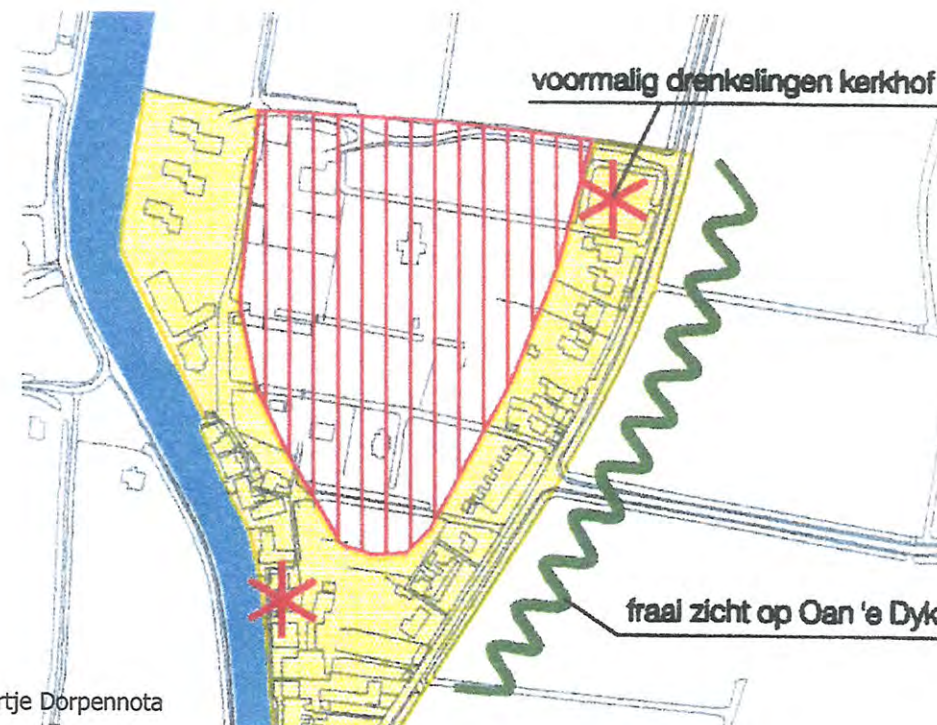 voormalig drenkelingen kerkhof
fraai zicht op Oan 'e Dyk
rtje Dorpennota